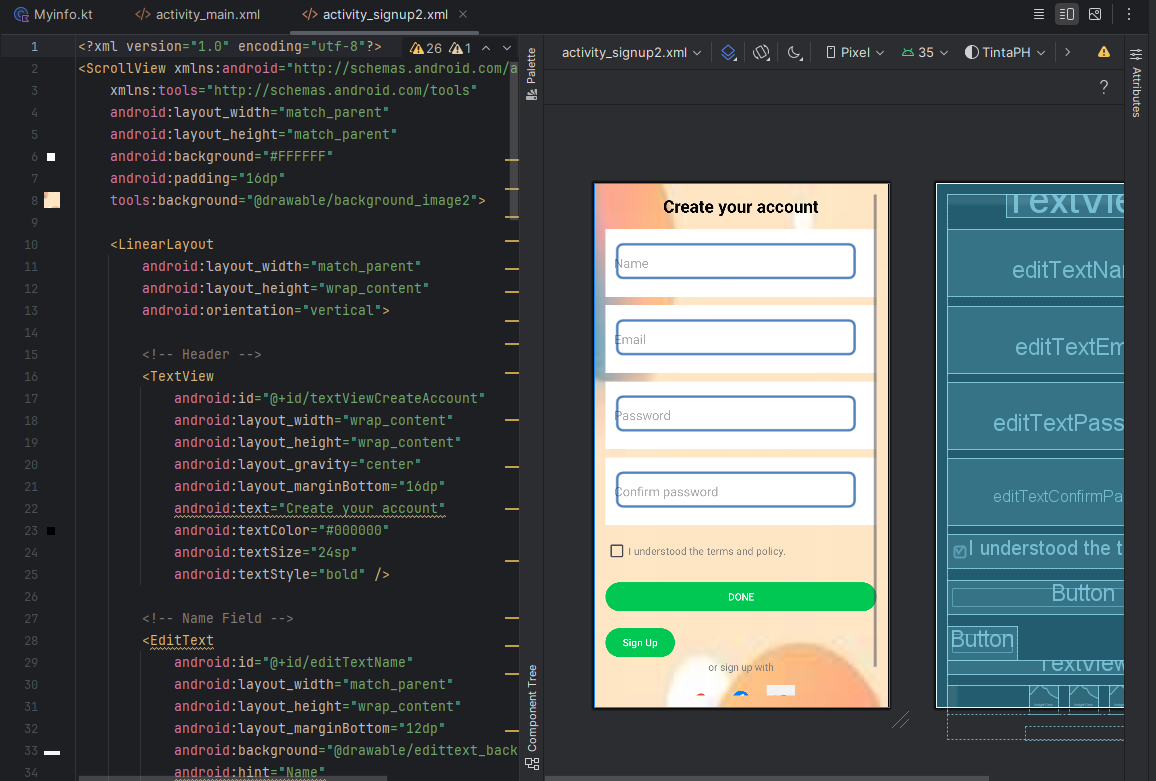 Myinfo.kt
activity_main.xml
activity_signup2.xml
1 <?xml version="1.0" encoding="utf-8"?>
26 1
2 <ScrollView xmlns:android="http://schemas.android.com/a
3 xmlns:tools="http://schemas.android.com/tools"
4 android:layout_width="match_parent"
5 android:layout_height="match_parent"
6 android:background="#FFFFFF"
7 android:padding="16dp"
8 tools:background="@drawable/background_image2">
9
10 <LinearLayout
11 android:layout_width="match_parent"
12 android:layout_height="wrap_content"
13 android:orientation="vertical">
14
15 <!-- Header -->
16 <TextView
17 android:id="@+id/textViewCreateAccount"
18 android:layout_width="wrap_content"
19 android:layout_height="wrap_content"
20 android:layout_gravity="center"
21 android:layout_marginBottom="16dp"
22 android:text="Create your account"
23 android:textColor="#000000"
24 android:textSize="24sp"
25 android:textStyle="bold" />
26
27 <!-- Name Field -->
28 <EditText
29 android:id="@+id/editTextName"
30 android:layout_width="match_parent"
31 android:layout_height="wrap_content"
32 android:layout_marginBottom="12dp"
33 android:background="@drawable/edittext_back
34 android:hint="Name"
Palette
Component Tree
activity_signup2.xml
Pixel
35
TintaPH
?
Attributes
Create your account
Name
Email
Password
Confirm password
I understood the terms and policy.
DONE
Sign Up
or sign up with
TextVie
editTextNa
editTextEm
editTextPass
editTextConfirmPa
I understood the t
Button
Button
TextView